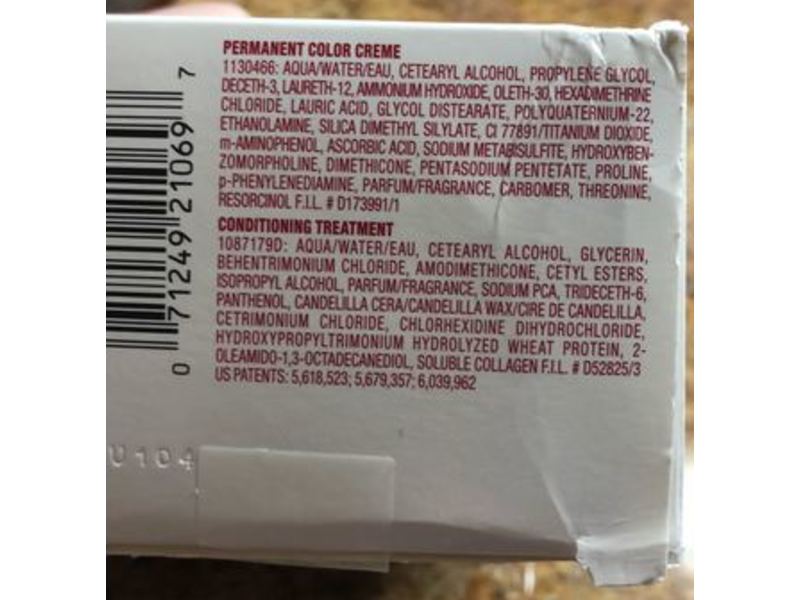 PERMANENT COLOR CREME
1130466: AQUA/WATER/EAU, CETEARYL ALCOHOL, PROPYLENE GLYCOL,
DECETH-3, LAURETH-12, AMMONIUM HYDROXIDE, OLETH-30, HEXADIMETHRINE
CHLORIDE, LAURIC ACID, GLYCOL DISTEARATE, POLYQUATERNIUM-22,
ETHANOLAMINE, SILICA DIMETHYL SILYLATE, CI 77891/TITANIUM DIOXIDE,
m-AMINOPHENOL, ASCORBIC ACID, SODIUM METABISULFITE, HYDROXYBEN-
ZOMORPHOLINE, DIMETHICONE, PENTASODIUM PENTETATE, PROLINE,
p-PHENYLENEDIAMINE, PARFUM/FRAGRANCE, CARBOMER, THREONINE,
RESORCINOL F.I.L. # D173991/1
CONDITIONING TREATMENT
1087179D: AQUA/WATER/EAU, CETEARYL ALCOHOL, GLYCERIN,
BEHENTRIMONIUM CHLORIDE, AMODIMETHICONE, CETYL ESTERS,
ISOPROPYL ALCOHOL, PARFUM/FRAGRANCE, SODIUM PCA, TRIDECETH-6,
PANTHENOL, CANDELILLA CERA/CANDELILLA WAX/CIRE DE CANDELILLA,
CETRIMONIUM CHLORIDE, CHLORHEXIDINE DIHYDROCHLORIDE,
HYDROXYPROPYLTRIMONIUM HYDROLYZED WHEAT PROTEIN, 2-
OLEAMIDO-1,3-OCTADECANEDIOL, SOLUBLE COLLAGEN F.I.L. # D52825/3
US PATENTS: 5,618,523; 5,679,357; 6,039,962
0 71249 21069 7
U104